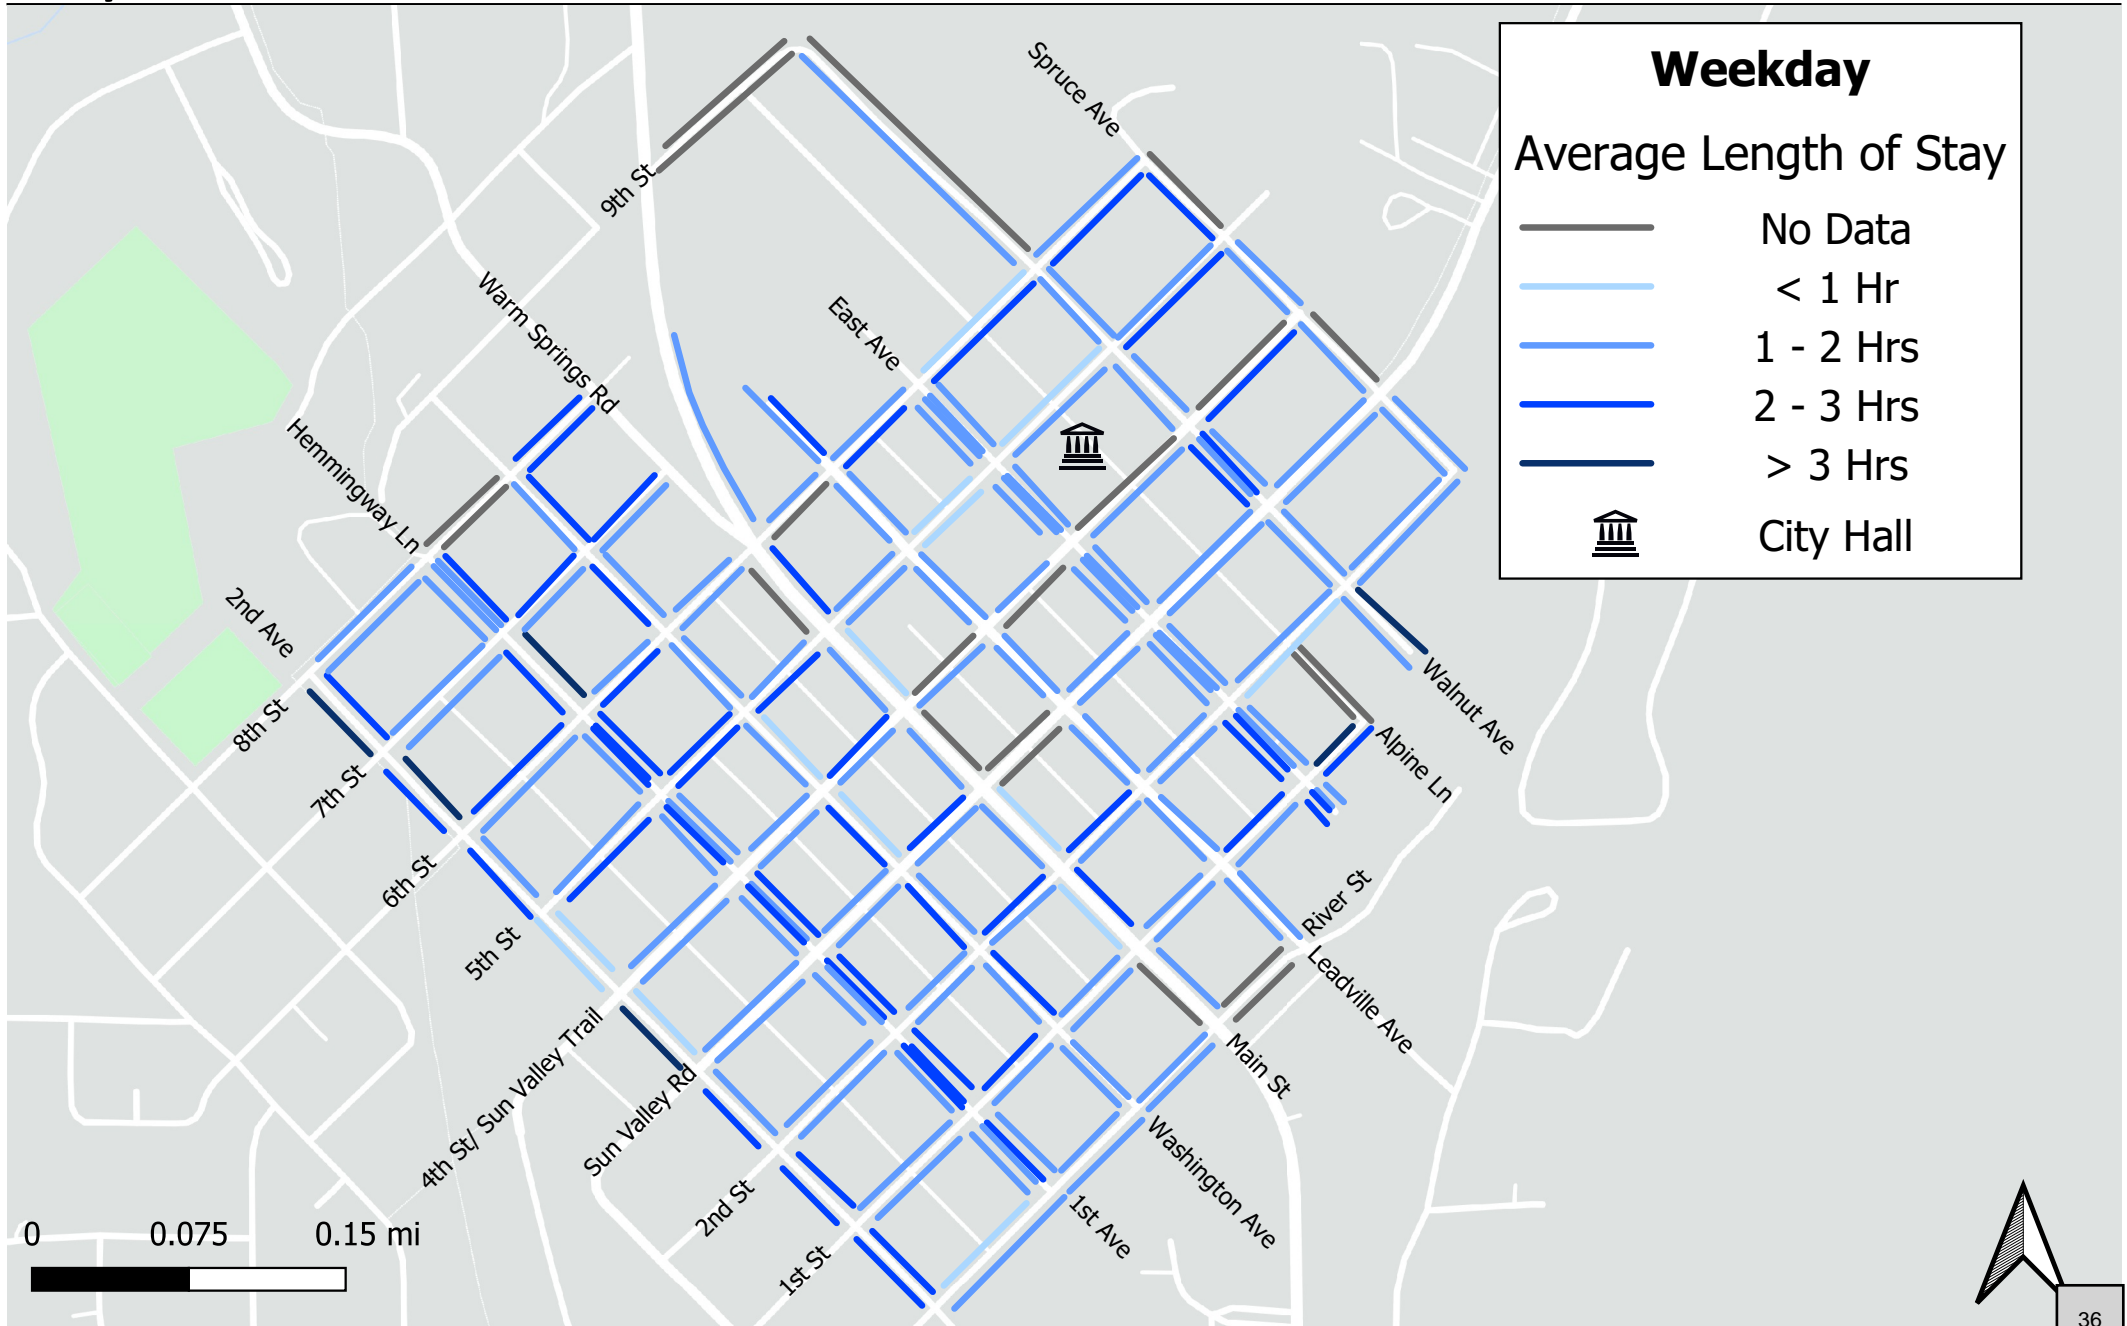 Weekday
Average Length of Stay
No Data
< 1 Hr
1 - 2 Hrs
2 - 3 Hrs
> 3 Hrs
City Hall
Spruce Ave
9th St
East Ave
Warm Springs Rd
Hemmingway Ln
2nd Ave
8th St
7th St
6th St
5th St
4th St/ Sun Valley Trail
Sun Valley Rd
2nd St
1st St
Walnut Ave
Alpine Ln
River St
Leadville Ave
Main St
Washington Ave
1st Ave
0 0.075 0.15 mi
36